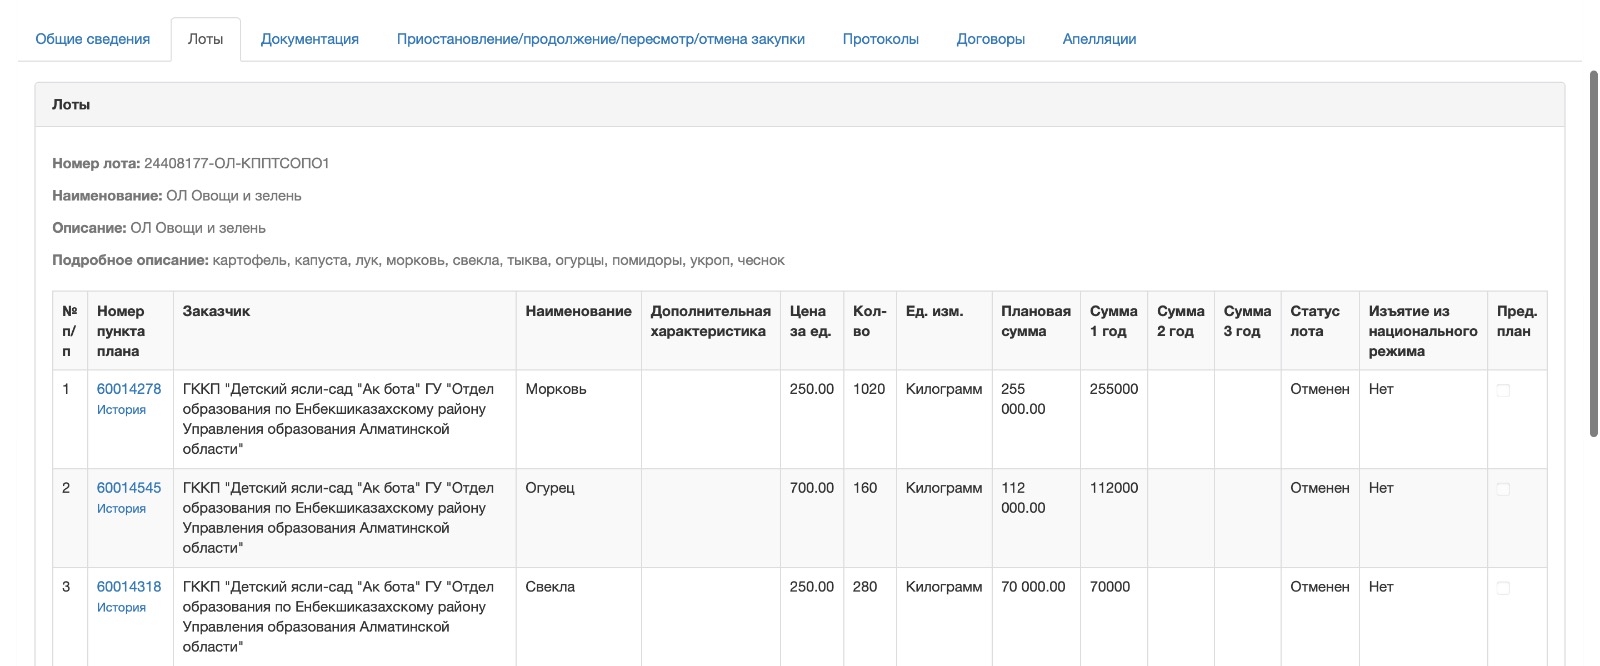 Общие сведения Лоты Документация Приостановление/продолжение/пересмотр/отмена закупки Протоколы Договоры Апелляции
Лоты
Номер лота: 24408177-ОЛ-КППТСОПО1
Наименование: ОЛ Овощи и зелень
Описание: ОЛ Овощи и зелень
Подробное описание: картофель, капуста, лук, морковь, свекла, тыква, огурцы, помидоры, укроп, чеснок
№ Номер Заказчик Наименование Дополнительная Цена Кол- Ед. изм. Плановая Сумма Сумма Сумма Статус Изъятие из Пред.
п/ пункта характеристика за ед. во сумма 1 год 2 год 3 год лота национального план
п плана режима
1 60014278 ГККП "Детский ясли-сад "Ак бота" ГУ "Отдел Морковь 250.00 1020 Килограмм 255 255000 Отменен Нет
История образования по Енбекшиказахскому району 000.00
Управления образования Алматинской
области"
2 60014545 ГККП "Детский ясли-сад "Ак бота" ГУ "Отдел Огурец 700.00 160 Килограмм 112 112000 Отменен Нет
История образования по Енбекшиказахскому району 000.00
Управления образования Алматинской
области"
3 60014318 ГККП "Детский ясли-сад "Ак бота" ГУ "Отдел Свекла 250.00 280 Килограмм 70 000.00 70000 Отменен Нет
История образования по Енбекшиказахскому району
Управления образования Алматинской
области"